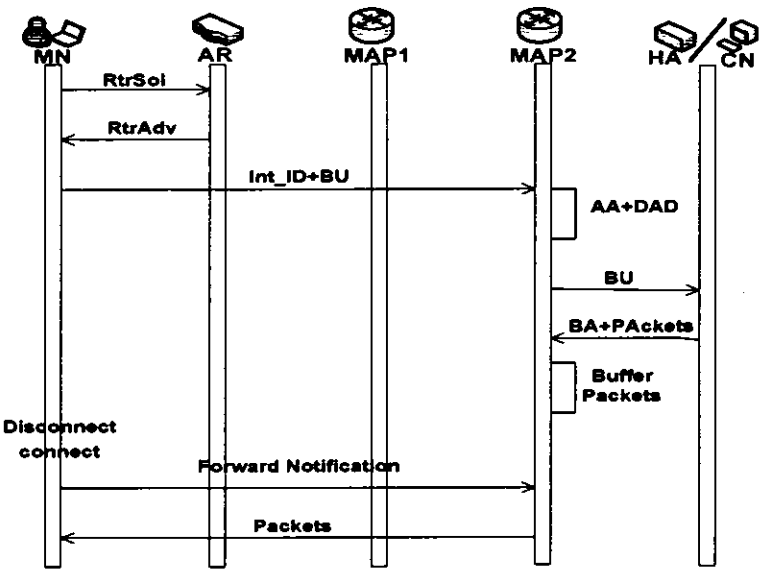 MN AR MAP1 MAP2 HA CN
RtrSol
RtrAdv
Int_ID+BU
AA+DAD
BU
BA+PAckets
Buffer
Packets
Disconnect
connect
Forward Notification
Packets